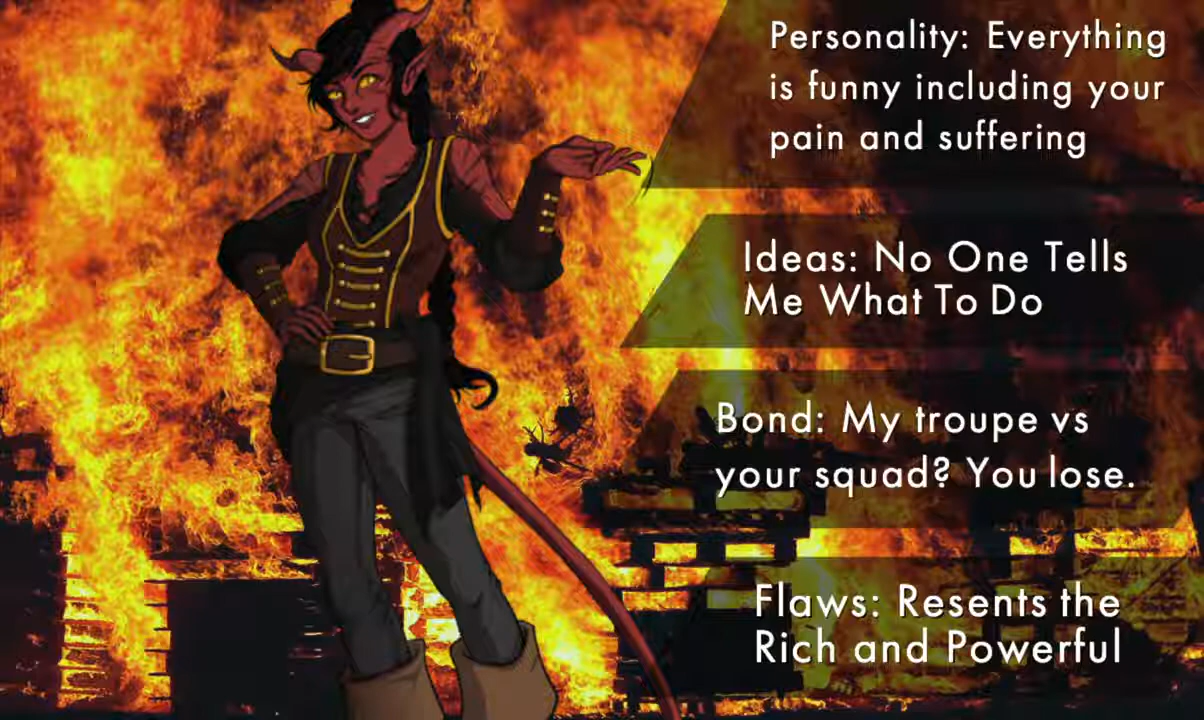 Personality: Everything
is funny including your
pain and suffering
Ideas: No One Tells
Me What To Do
Bond: My troupe vs
your squad? You lose.
Flaws: Resents the
Rich and Powerful